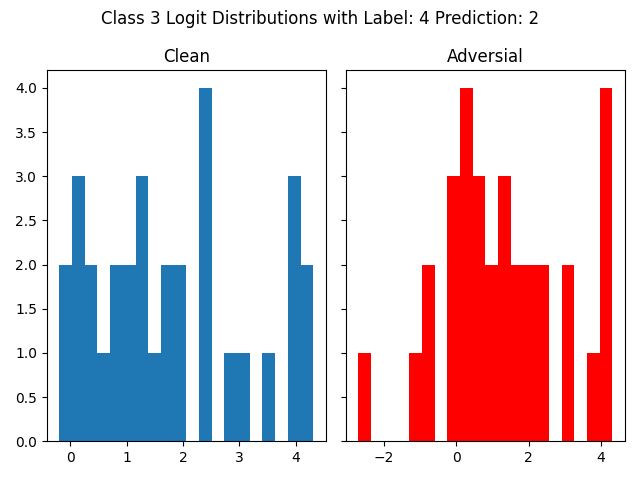 Class 3 Logit Distributions with Label: 4 Prediction: 2
Clean
Adversial
4.0
3.5
3.0
2.5
2.0
1.5
1.0
0.5
0.0
0 1 2 3 4
−2 0 2 4